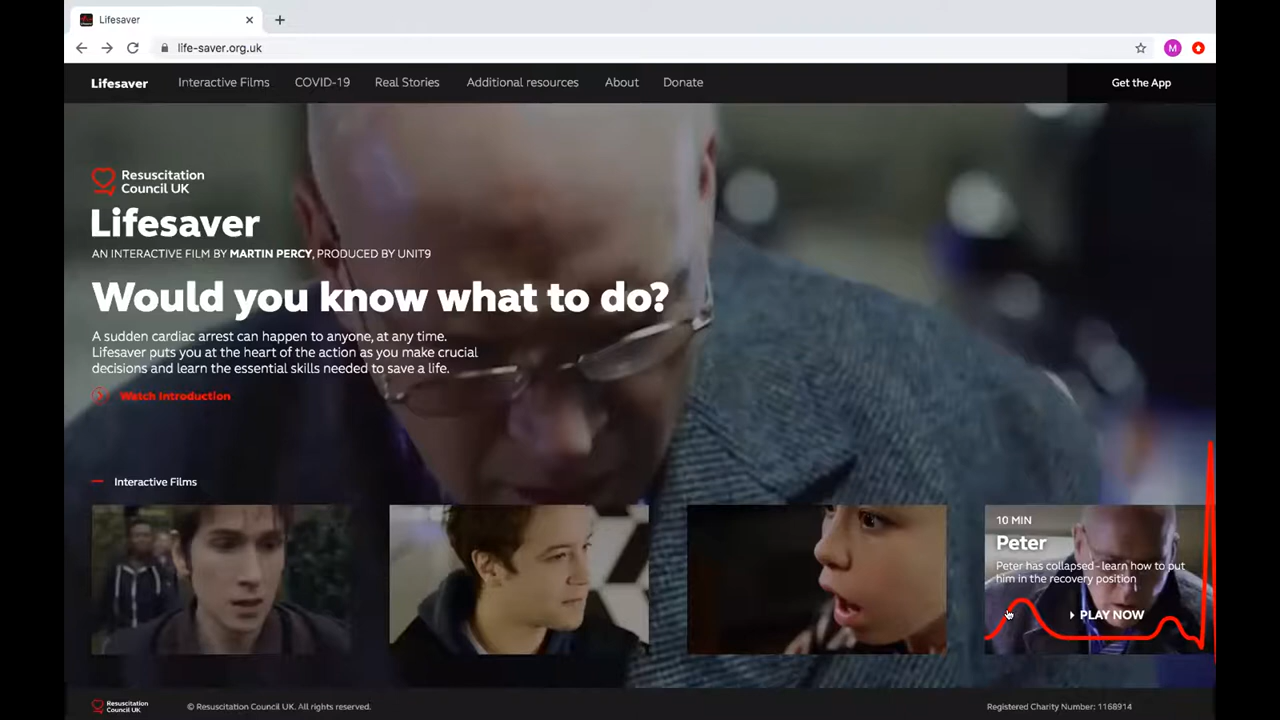 Lifesaver
life-saver.org.uk
M
Lifesaver Interactive Films COVID-19 Real Stories Additional resources About Donate Get the App
Resuscitation
Council UK
Lifesaver
AN INTERACTIVE FILM BY MARTIN PERCY, PRODUCED BY UNIT9
Would you know what to do?
A sudden cardiac arrest can happen to anyone, at any time.
Lifesaver puts you at the heart of the action as you make crucial
decisions and learn the essential skills needed to save a life.
Watch Introduction
Interactive Films
10 MIN
Peter
Peter has collapsed - learn how to put
him in the recovery position
PLAY NOW
Resuscitation
Council UK
© Resuscitation Council UK. All rights reserved.
Registered Charity Number: 1168914